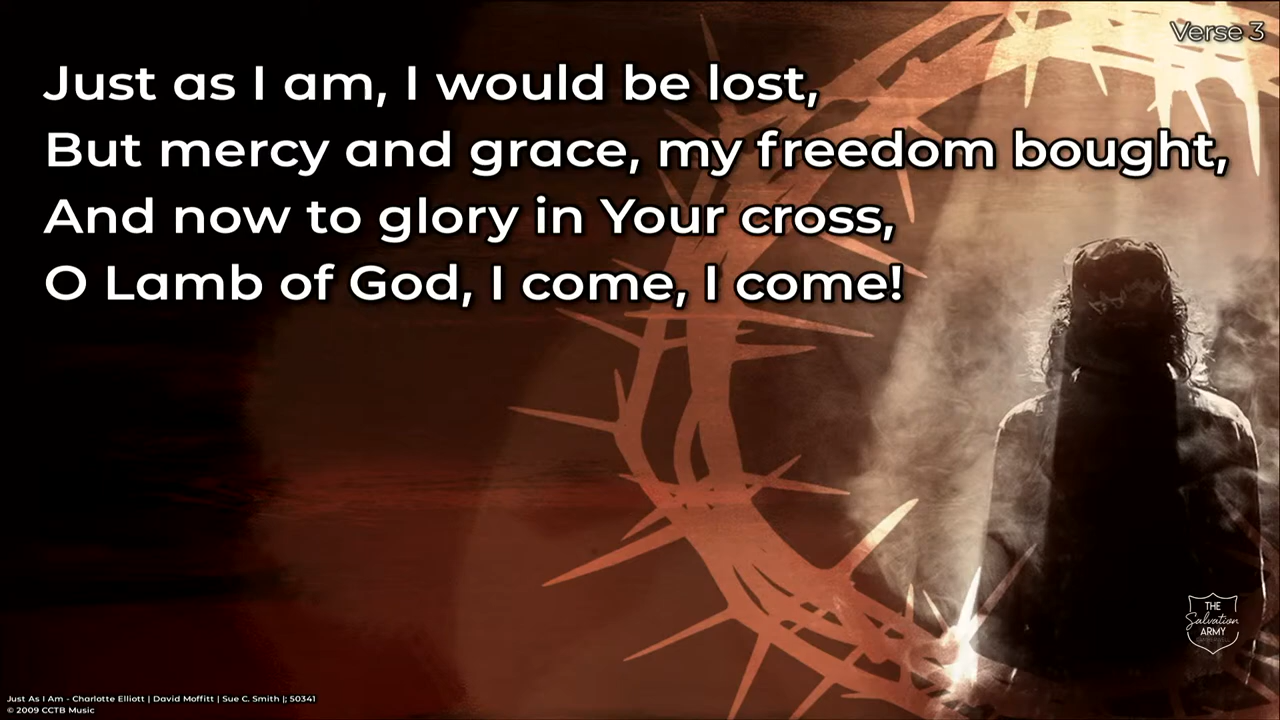 Verse 3
Just as I am, I would be lost,
But mercy and grace, my freedom bought,
And now to glory in Your cross,
O Lamb of God, I come, I come!
THE
Salvation
ARMY
Just As I Am - Charlotte Elliott | David Moffitt | Sue C. Smith |; 50341
© 2009 CCTB Music